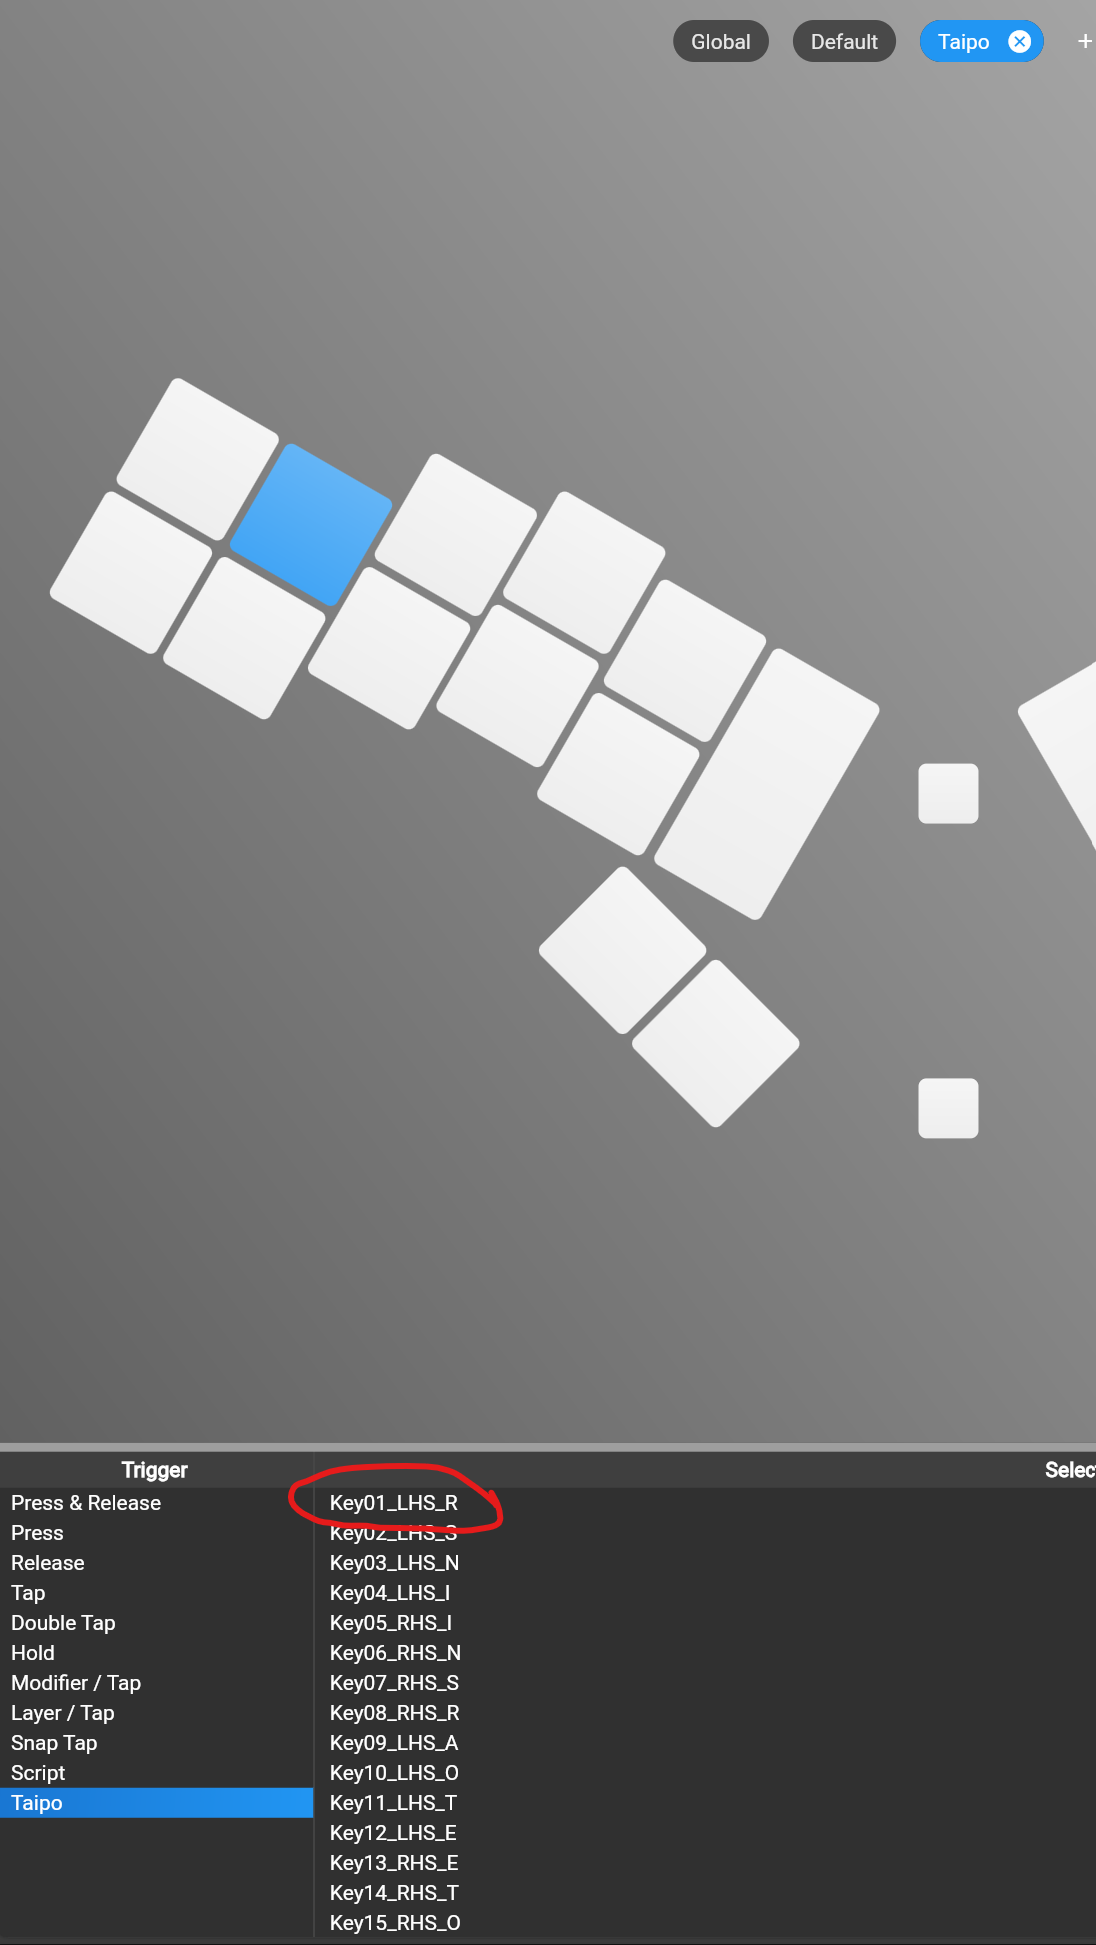 Global Default Taipo +
Trigger
Press & Release
Press
Release
Tap
Double Tap
Hold
Modifier / Tap
Layer / Tap
Snap Tap
Script
Taipo
Selec
Key01_LHS_R
Key02_LHS_S
Key03_LHS_N
Key04_LHS_I
Key05_RHS_I
Key06_RHS_N
Key07_RHS_S
Key08_RHS_R
Key09_LHS_A
Key10_LHS_O
Key11_LHS_T
Key12_LHS_E
Key13_RHS_E
Key14_RHS_T
Key15_RHS_O